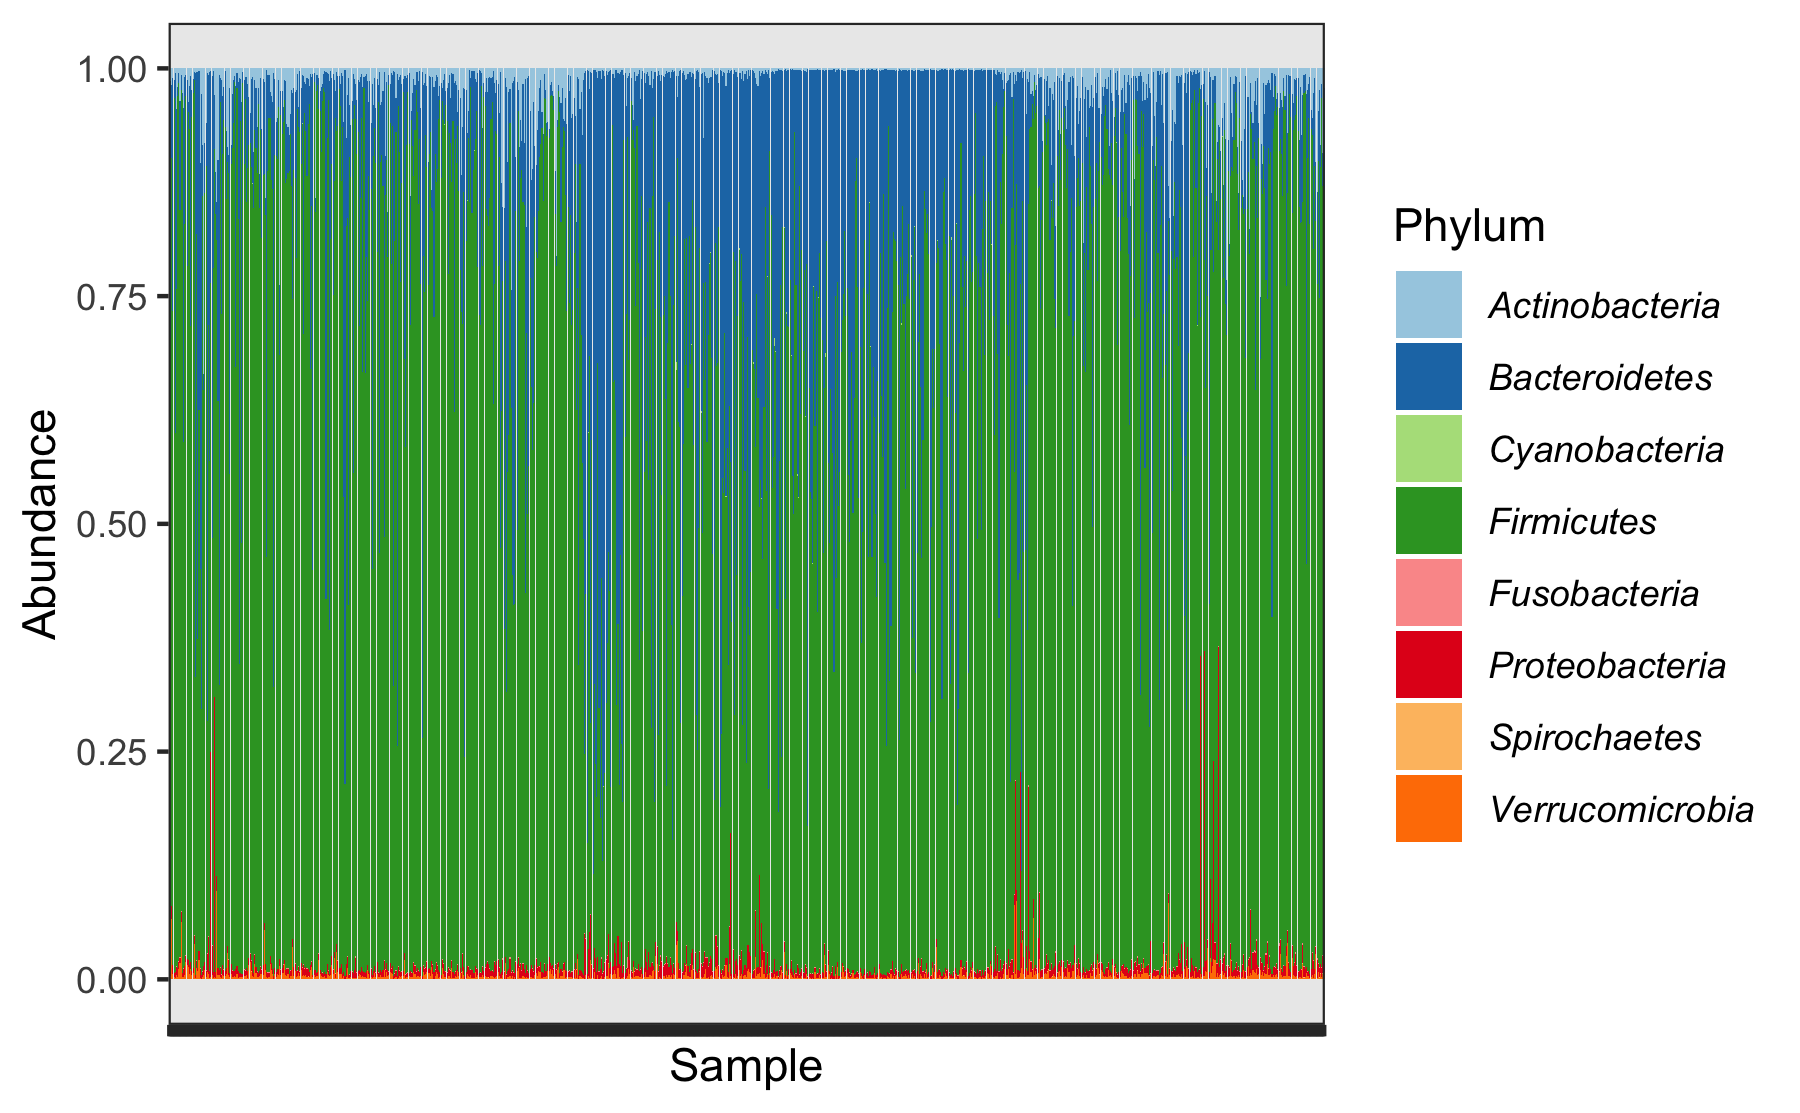 1.00
0.75
0.50
0.25
0.00
Abundance
Sample
Phylum
Actinobacteria
Bacteroidetes
Cyanobacteria
Firmicutes
Fusobacteria
Proteobacteria
Spirochaetes
Verrucomicrobia